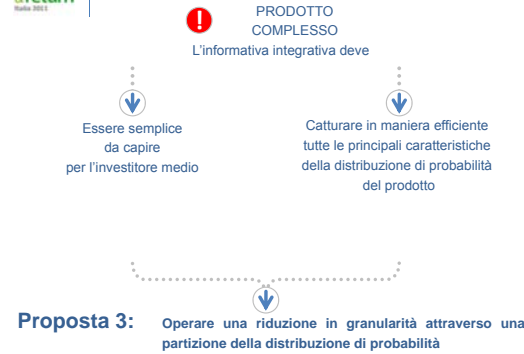 Italia 2011
!
PRODOTTO
COMPLESSO
L'informativa integrativa deve
Essere semplice
da capire
per l'investitore medio
Catturare in maniera efficiente
tutte le principali caratteristiche
della distribuzione di probabilità
del prodotto
Proposta 3: Operare una riduzione in granularità attraverso una
partizione della distribuzione di probabilità